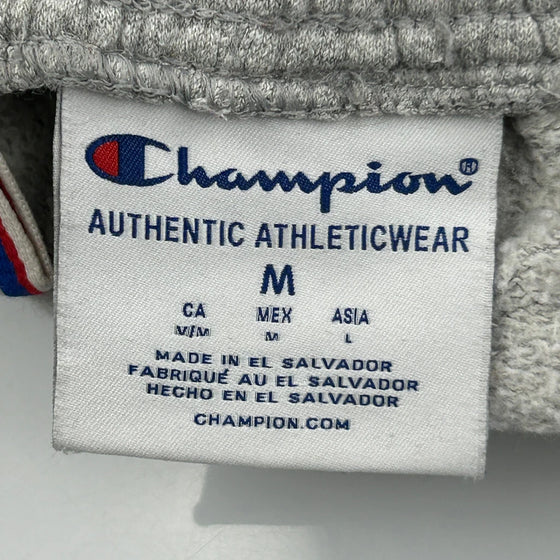 Champion®
AUTHENTIC ATHLETICWEAR
M
CA MEX ASIA
M/M M L
MADE IN EL SALVADOR
FABRIQUÉ AU EL SALVADOR
HECHO EN EL SALVADOR
CHAMPION.COM